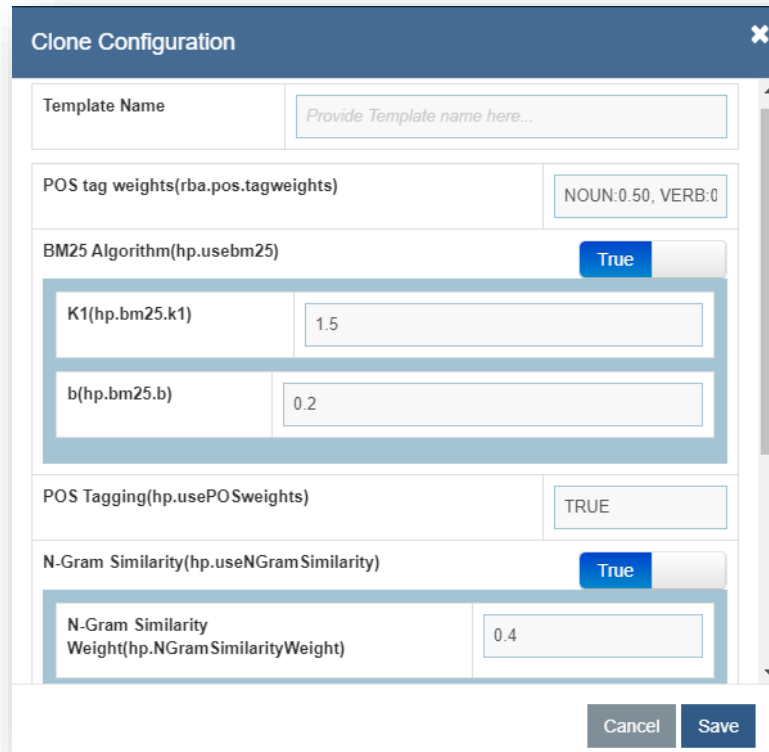 Clone Configuration
Template Name
Provide Template name here...
POS tag weights(rba.pos.tagweights)
NOUN:0.50, VERB:0
BM25 Algorithm(hp.usebm25)
True
K1(hp.bm25.k1)
1.5
b(hp.bm25.b)
0.2
POS Tagging(hp.usePOSweights)
TRUE
N-Gram Similarity(hp.useNGramSimilarity)
True
N-Gram Similarity
Weight(hp.NGramSimilarityWeight)
0.4
Cancel
Save